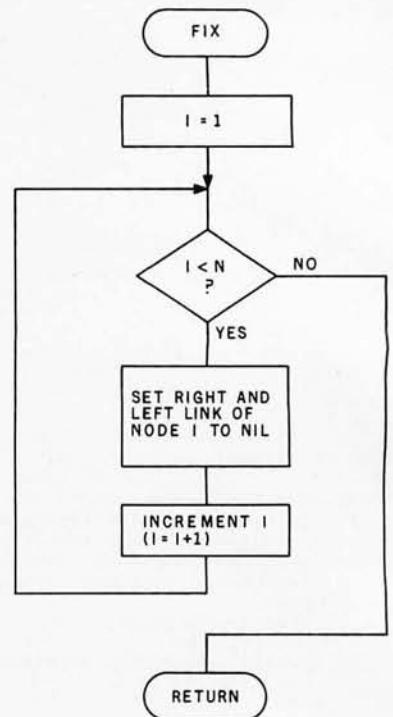 FIX
I = 1
I < N
?
NO
YES
SET RIGHT AND
LEFT LINK OF
NODE I TO NIL
INCREMENT I
(I = I+1)
RETURN